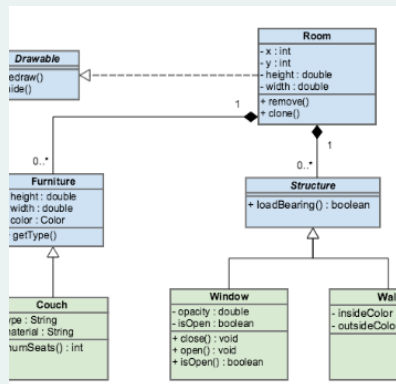 Room
- x : int
- y : int
- height : double
- width : double
+ remove()
+ clone()
Drawable
edraw()
ide()
1
0..*
1
0..*
Furniture
height : double
width : double
color : Color
getType()
Structure
+ loadBearing() : boolean
Couch
ype : String
aterial : String
numSeats() : int
Window
- opacity : double
- isOpen : boolean
+ close() : void
+ open() : void
+ isOpen() : boolean
Wal
- insideColor
- outsideColo